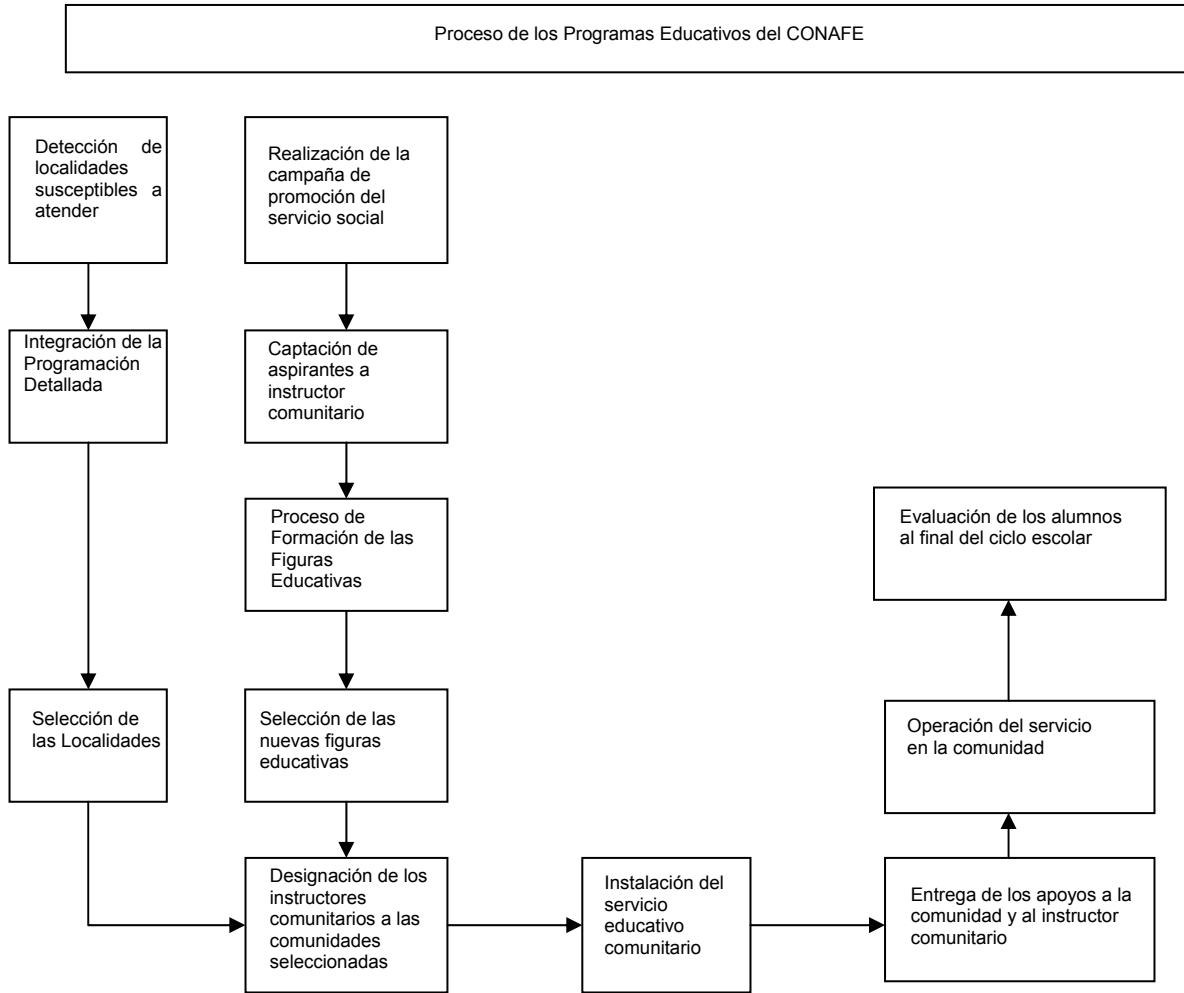 Proceso de los Programas Educativos del CONAFE
Detección de
localidades
susceptibles a
atender
Realización de la
campaña de
promoción del
servicio social
Integración de la
Programación
Detallada
Captación de
aspirantes a
instructor
comunitario
Proceso de
Formación de las
Figuras
Educativas
Evaluación de los alumnos
al final del ciclo escolar
Selección de
las Localidades
Selección de las
nuevas figuras
educativas
Operación del servicio
en la comunidad
Designación de los
instructores
comunitarios a las
comunidades
seleccionadas
Instalación del
servicio
educativo
comunitario
Entrega de los apoyos a la
comunidad y al instructor
comunitario